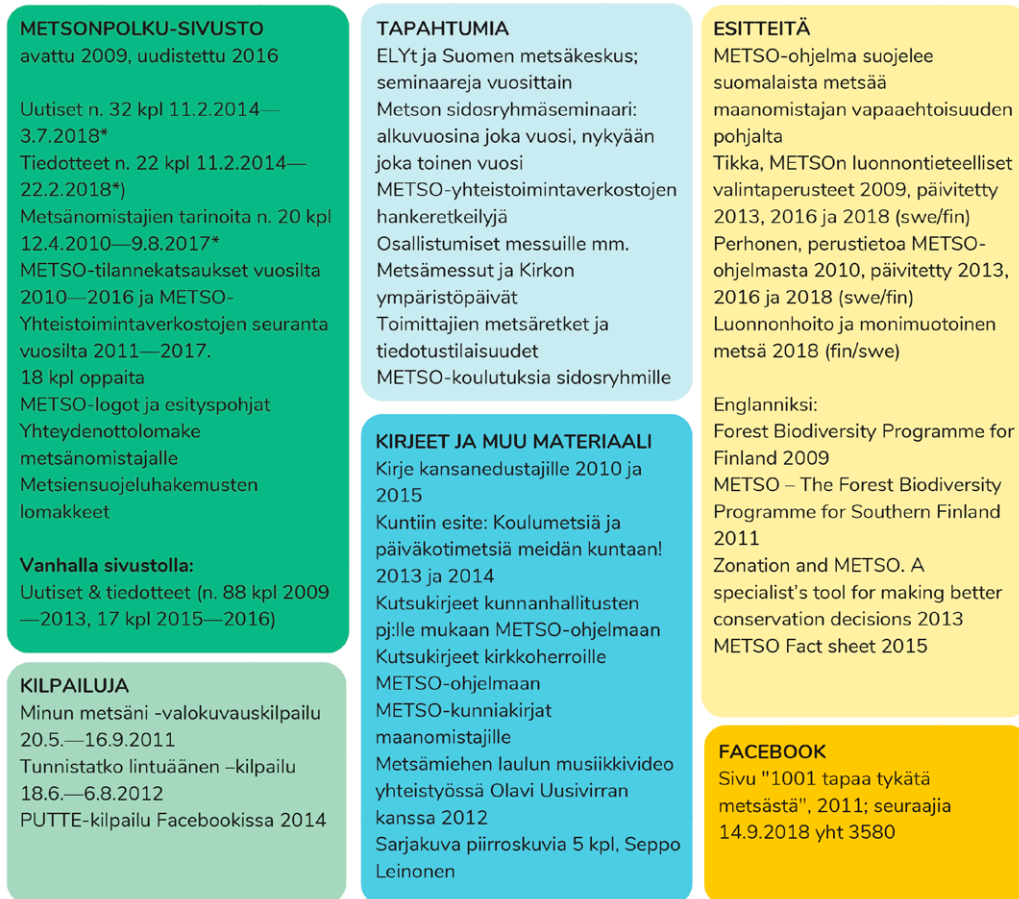 METSONPOLKU-SIVUSTO
avattu 2009, uudistettu 2016
Uutiset n. 32 kpl 11.2.2014—
3.7.2018*
Tiedotteet n. 22 kpl 11.2.2014—
22.2.2018*)
Metsänomistajien tarinoita n. 20 kpl
12.4.2010—9.8.2017*
METSO-tilannekatsaukset vuosilta
2010—2016 ja METSO-
Yhteistoimintaverkostojen seuranta
vuosilta 2011—2017.
18 kpl oppaita
METSO-logot ja esityspohjat
Yhteydenottolomake
metsänomistajalle
Metsiensuojeluhakemusten
lomakkeet
Vanhalla sivustolla:
Uutiset & tiedotteet (n. 88 kpl 2009
—2013, 17 kpl 2015—2016)
KILPAILUJA
Minun metsäni -valokuvauskilpailu
20.5.—16.9.2011
Tunnistatko lintuäänen –kilpailu
18.6.—6.8.2012
PUTTE-kilpailu Facebookissa 2014
TAPAHTUMIA
ELYt ja Suomen metsäkeskus;
seminaareja vuosittain
Metson sidosryhmäseminaari:
alkuvuosina joka vuosi, nykyään
joka toinen vuosi
METSO-yhteistoimintaverkostojen
hankeretkeilyjä
Osallistumiset messuille mm.
Metsämessut ja Kirkon
ympäristöpäivät
Toimittajien metsäretket ja
tiedotustilaisuudet
METSO-koulutuksia sidosryhmille
KIRJEET JA MUU MATERIAALI
Kirje kansanedustajille 2010 ja
2015
Kuntiin esite: Koulumetsiä ja
päiväkotimetsiä meidän kuntaan!
2013 ja 2014
Kutsukirjeet kunnanhallitusten
pj:lle mukaan METSO-ohjelmaan
Kutsukirjeet kirkkoherroille
METSO-ohjelmaan
METSO-kunniakirjat
maanomistajille
Metsämiehen laulun musiikkivideo
yhteistyössä Olavi Uusivirran
kanssa 2012
Sarjakuva piirroskuvia 5 kpl, Seppo
Leinonen
ESITTEITÄ
METSO-ohjelma suojelee
suomalaista metsää
maanomistajan vapaaehtoisuuden
pohjalta
Tikka, METSOn luonnontieteelliset
valintaperusteet 2009, päivitetty
2013, 2016 ja 2018 (swe/fin)
Perhonen, perustietoa METSO-
ohjelmasta 2010, päivitetty 2013,
2016 ja 2018 (swe/fin)
Luonnonhoito ja monimuotoinen
metsä 2018 (fin/swe)
Englanniksi:
Forest Biodiversity Programme for
Finland 2009
METSO – The Forest Biodiversity
Programme for Southern Finland
2011
Zonation and METSO. A
specialist's tool for making better
conservation decisions 2013
METSO Fact sheet 2015
FACEBOOK
Sivu "1001 tapaa tykätä
metsästä", 2011; seuraajia
14.9.2018 yht 3580